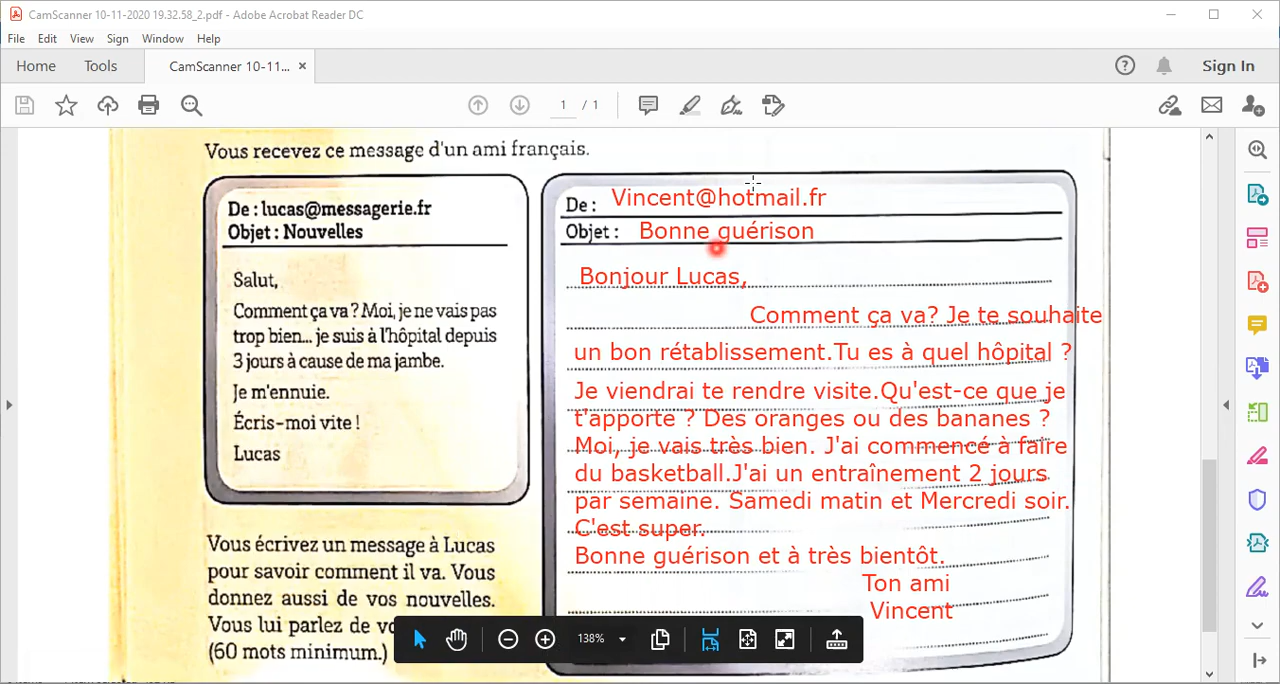 CamScanner 10-11-2020 19.32.58_2.pdf - Adobe Acrobat Reader DC
File Edit View Sign Window Help
Home Tools CamScanner 10-11... × Sign In
1 / 1
Vous recevez ce message d'un ami français.
De : lucas@messagerie.fr
Objet : Nouvelles
Salut,
Comment ça va ? Moi, je ne vais pas
trop bien... je suis à l'hôpital depuis
3 jours à cause de ma jambe.
Je m'ennuie.
Écris-moi vite !
Lucas
Vous écrivez un message à Lucas
pour savoir comment il va. Vous
donnez aussi de vos nouvelles.
Vous lui parlez de
(60 mots minimum.)
De : Vincent@hotmail.fr
Objet : Bonne guérison
Bonjour Lucas,
Comment ça va? Je te souhaite
un bon rétablissement.Tu es à quel hôpital ?
Je viendrai te rendre visite.Qu'est-ce que je
t'apporte ? Des oranges ou des bananes ?
Moi, je vais très bien. J'ai commencé à faire
du basketball.J'ai un entraînement 2 jours
par semaine. Samedi matin et Mercredi soir.
C'est super.
Bonne guérison et à très bientôt.
Ton ami
Vincent
138%